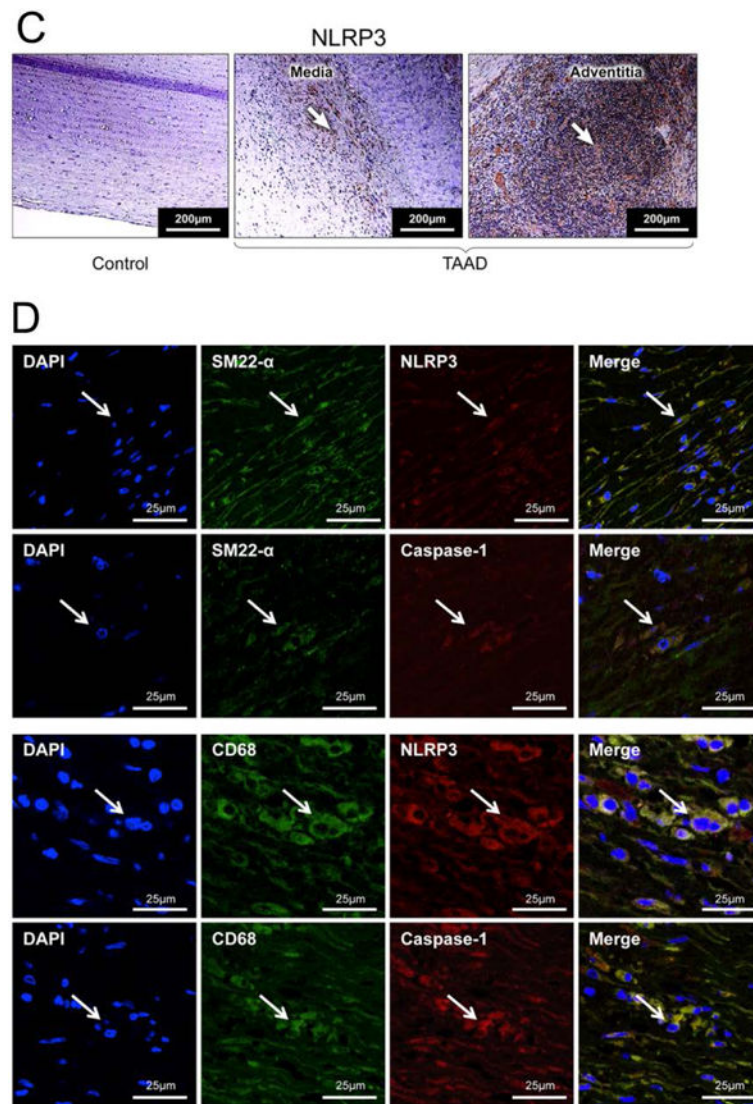 C
NLRP3
Media
Adventitia
200µm
200µm
200µm
Control
TAAD
D
DAPI
SM22-α
NLRP3
Merge
25µm
25µm
25µm
25µm
DAPI
SM22-α
Caspase-1
Merge
25µm
25µm
25µm
25µm
DAPI
CD68
NLRP3
Merge
25µm
25µm
25µm
25µm
DAPI
CD68
Caspase-1
Merge
25µm
25µm
25µm
25µm